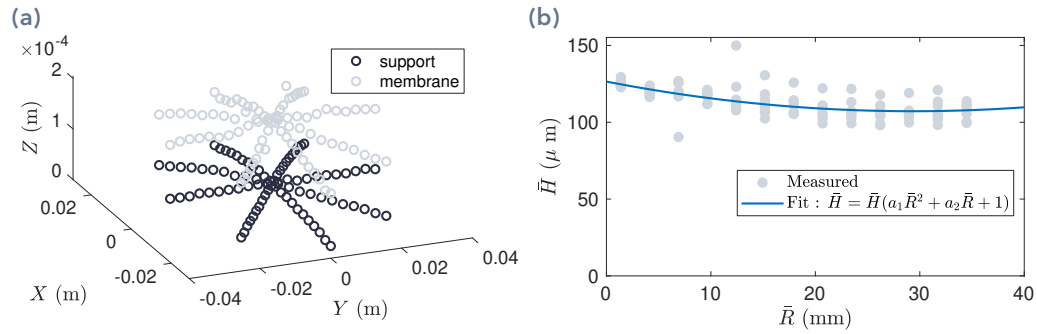 (a)
×10⁻⁴
2
1
0
Z (m)
0.02
0
-0.02
X (m)
-0.04
-0.02
0
0.02
0.04
Y (m)
support
membrane
(b)
150
100
50
0
H̄ (μ m)
0
10
20
30
40
R̄ (mm)
Measured
Fit : H̄ = H̄(a₁R̄² + a₂R̄ + 1)